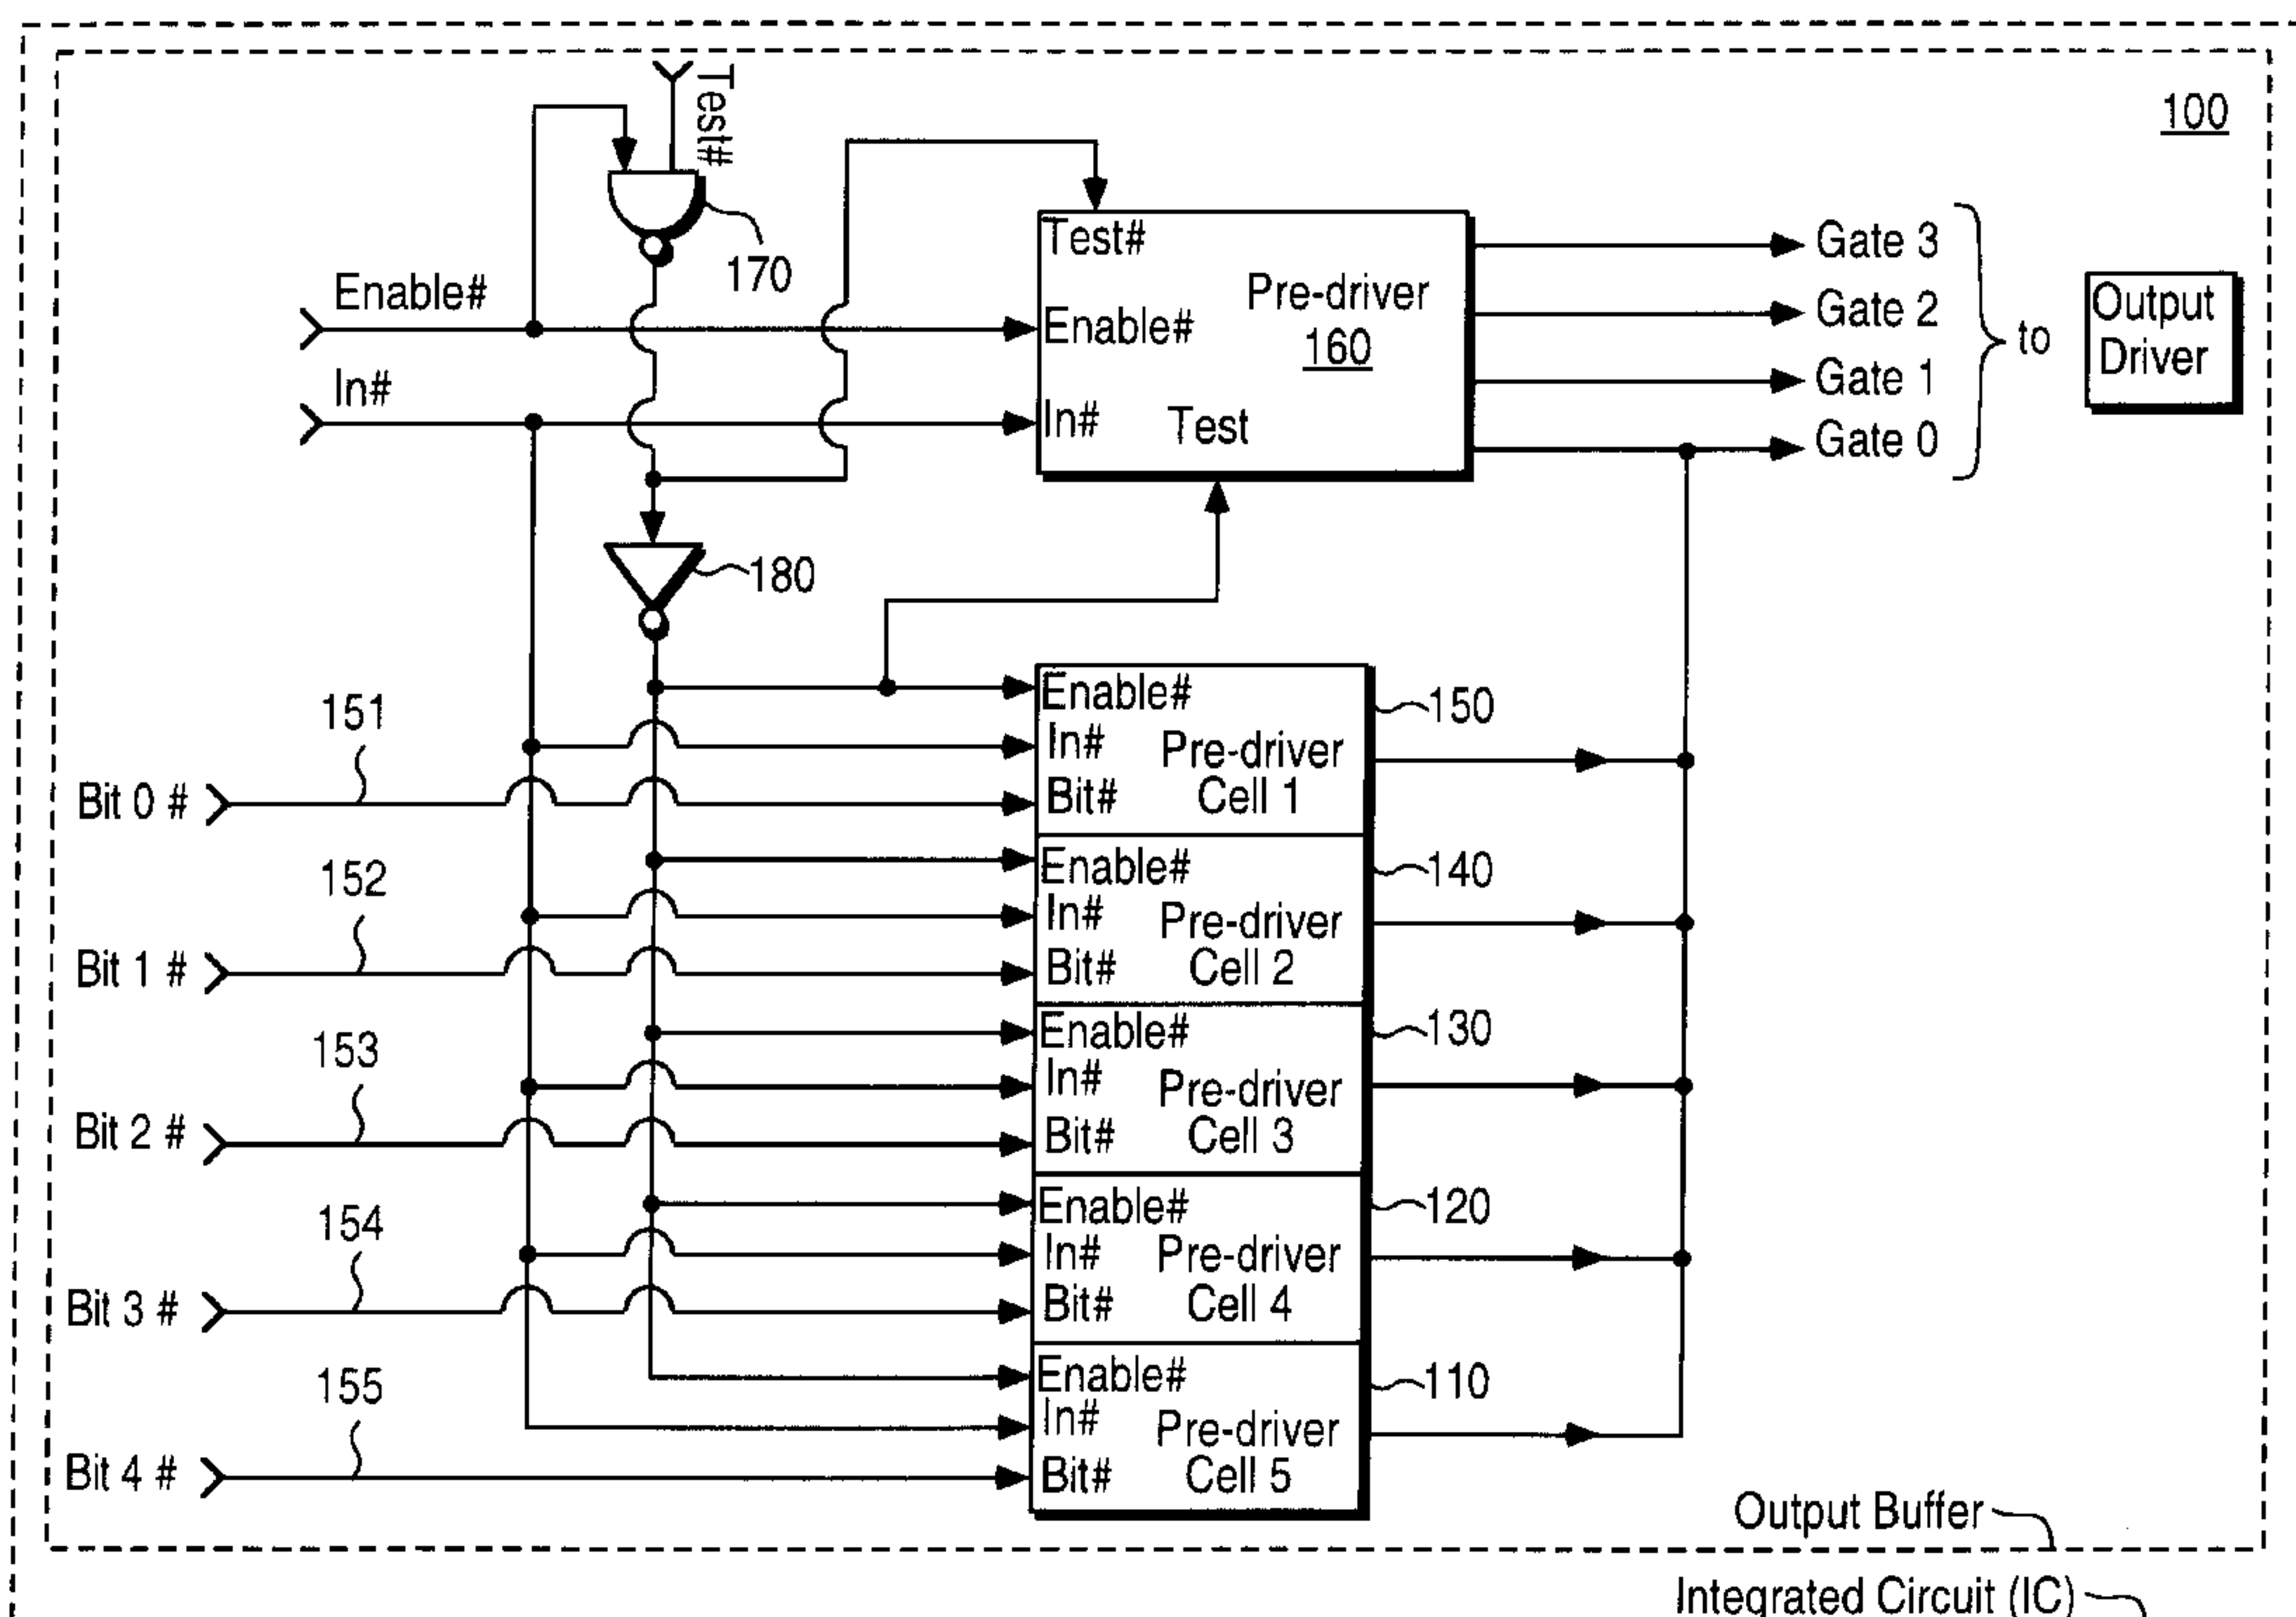 Test#
100
170
Enable#
In#
Test#
Enable#
In#
Pre-driver
160
Test
Gate 3
Gate 2
Gate 1
Gate 0
to
Output
Driver
180
151
Bit 0 #
Enable#
In#
Bit#
Pre-driver
Cell 1
150
152
Bit 1 #
Enable#
In#
Bit#
Pre-driver
Cell 2
140
153
Bit 2 #
Enable#
In#
Bit#
Pre-driver
Cell 3
130
154
Bit 3 #
Enable#
In#
Bit#
Pre-driver
Cell 4
120
155
Bit 4 #
Enable#
In#
Bit#
Pre-driver
Cell 5
110
Output Buffer
Integrated Circuit (IC)